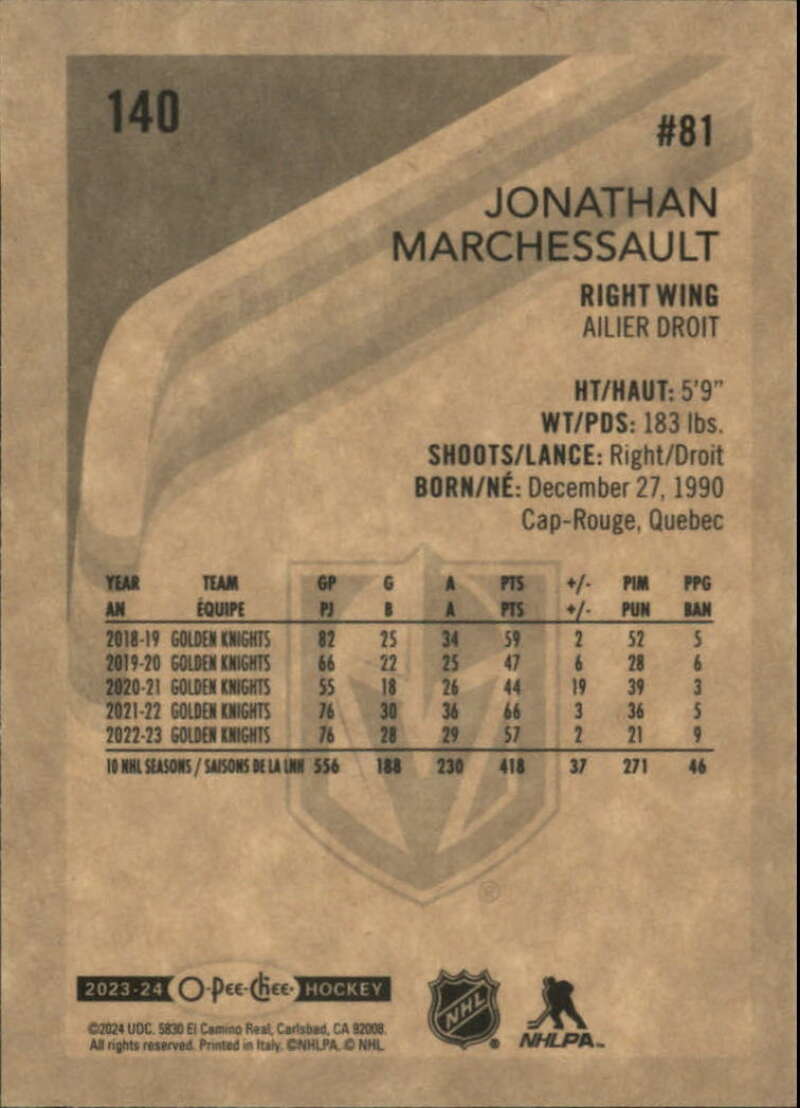 140
#81
JONATHAN
MARCHESSAULT
RIGHT WING
AILIER DROIT
HT/HAUT: 5'9"
WT/PDS: 183 lbs.
SHOOTS/LANCE: Right/Droit
BORN/NÉ: December 27, 1990
Cap-Rouge, Quebec
YEAR TEAM GP G A PTS +/- PIM PPG
AN ÉQUIPE PJ B A PTS +/- PUN BAN
2018-19 GOLDEN KNIGHTS 82 25 34 59 2 52 5
2019-20 GOLDEN KNIGHTS 66 22 25 47 6 28 6
2020-21 GOLDEN KNIGHTS 55 18 26 44 19 39 3
2021-22 GOLDEN KNIGHTS 76 30 36 66 3 36 5
2022-23 GOLDEN KNIGHTS 76 28 29 57 2 21 9
10 NHL SEASONS / SAISONS DE LA LNH 556 188 230 418 37 271 46
®
2023-24 O-Pee-Chee HOCKEY
©2024 UDC. 5830 El Camino Real, Carlsbad, CA 92008.
All rights reserved. Printed in Italy. ©NHLPA. © NHL
NHL
NHLPA